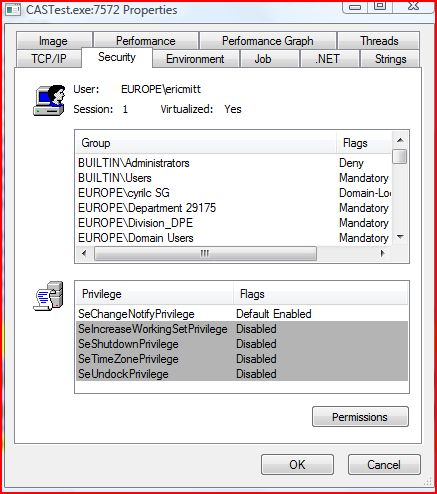 CASTest.exe:7572 Properties
Image Performance Performance Graph Threads
TCP/IP Security Environment Job .NET Strings
User: EUROPE\ericmitt
Session: 1 Virtualized: Yes
Group Flags
BUILTIN\Administrators Deny
BUILTIN\Users Mandatory
EUROPE\cyrilc SG Domain-Loc
EUROPE\Department 29175 Mandatory
EUROPE\Division_DPE Mandatory
EUROPE\Domain Users Mandatory
Privilege Flags
SeChangeNotifyPrivilege Default Enabled
SeIncreaseWorkingSetPrivilege Disabled
SeShutdownPrivilege Disabled
SeTimeZonePrivilege Disabled
SeUndockPrivilege Disabled
Permissions
OK Cancel